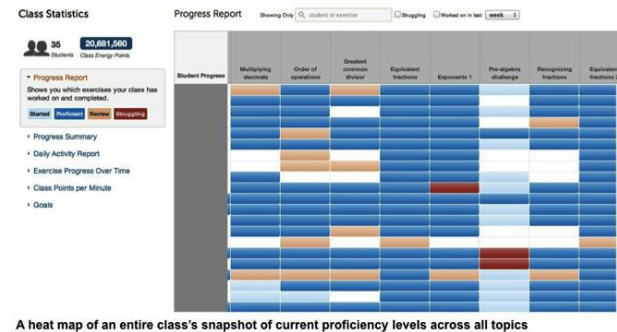 Class Statistics
35
Students
20,681,560
Class Energy Points
Progress Report
Shows you which exercises your class has
worked on and completed.
Started Proficient Review Struggling
Progress Summary
Daily Activity Report
Exercise Progress Over Time
Class Points per Minute
Goals
Progress Report Showing Only student or exercise Struggling Worked on in last: week
Student Progress
Multiplying
decimals
Order of
operations
Greatest
common
divisor
Equivalent
fractions
Exponents 1
Pre-algebra
challenge
Recognizing
fractions
Equivalen
fractions 2
A heat map of an entire class's snapshot of current proficiency levels across all topics